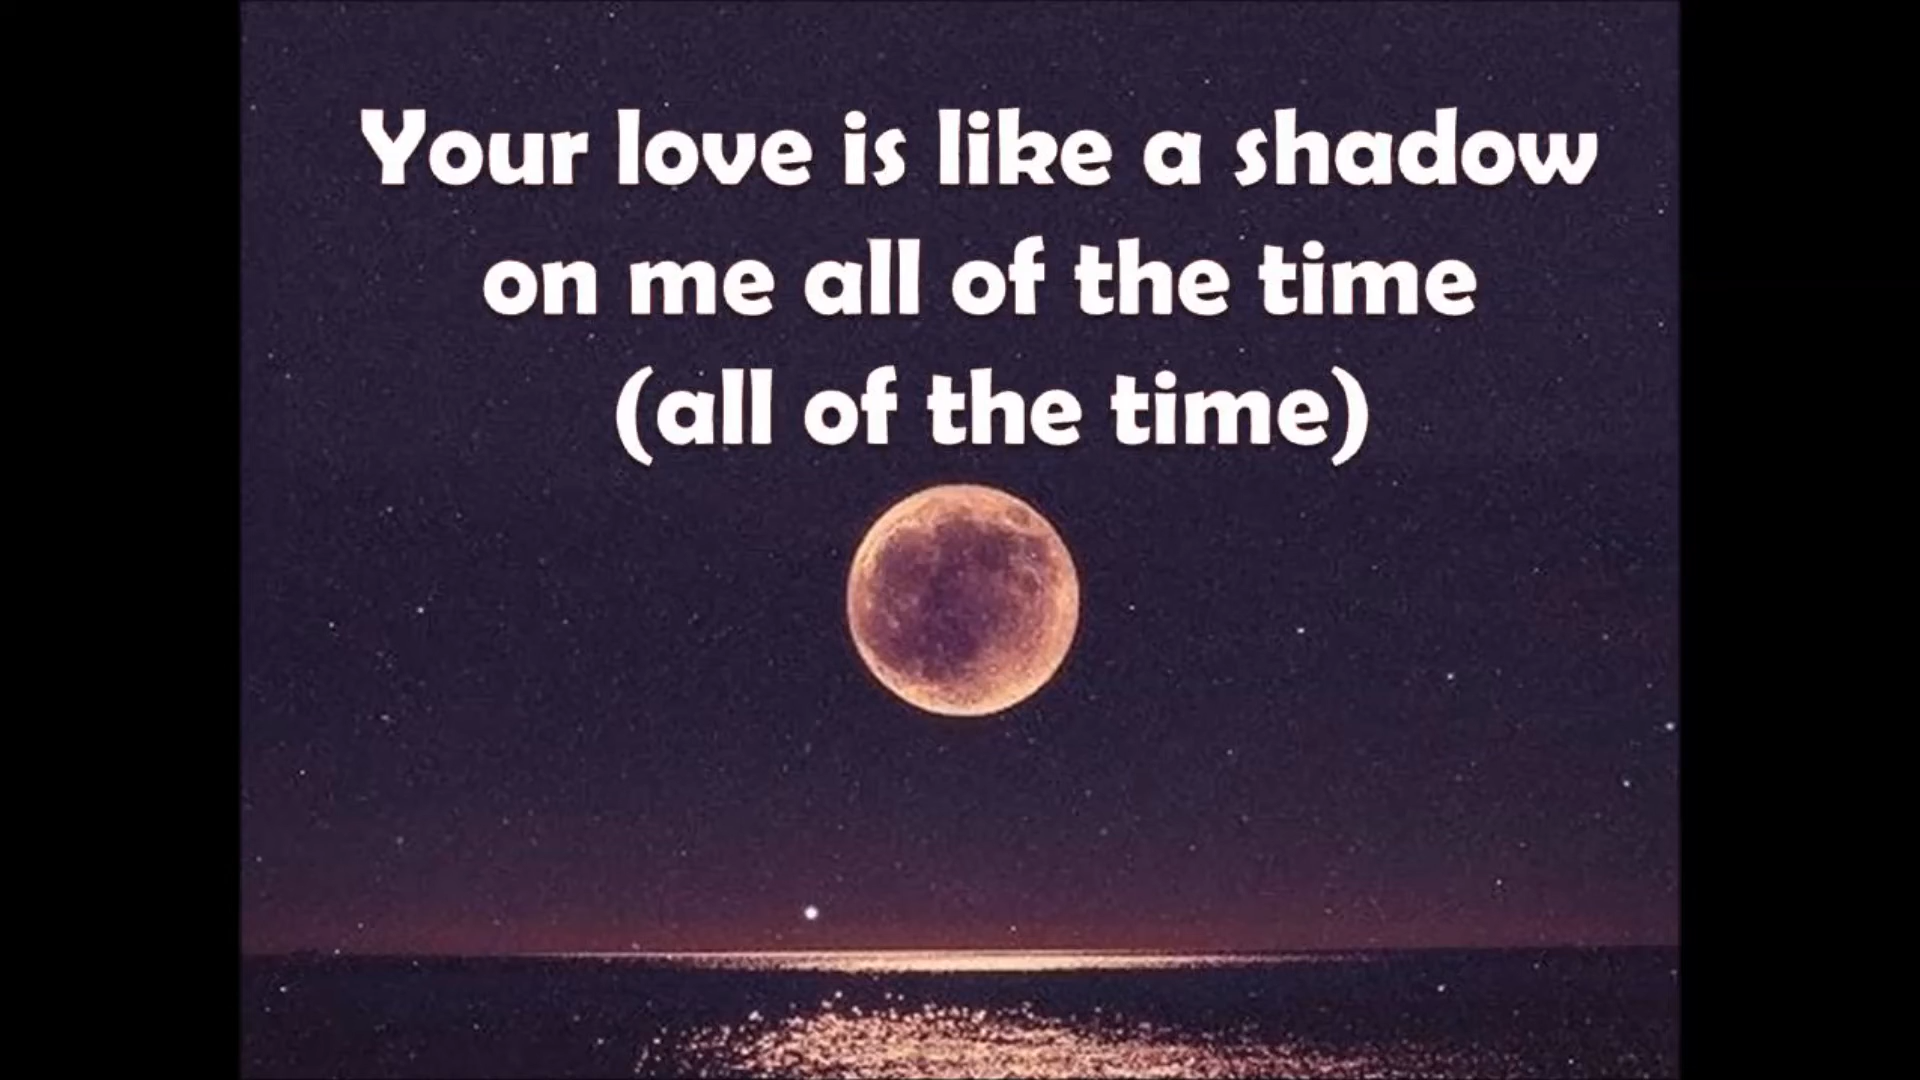 Your love is like a shadow
on me all of the time
(all of the time)